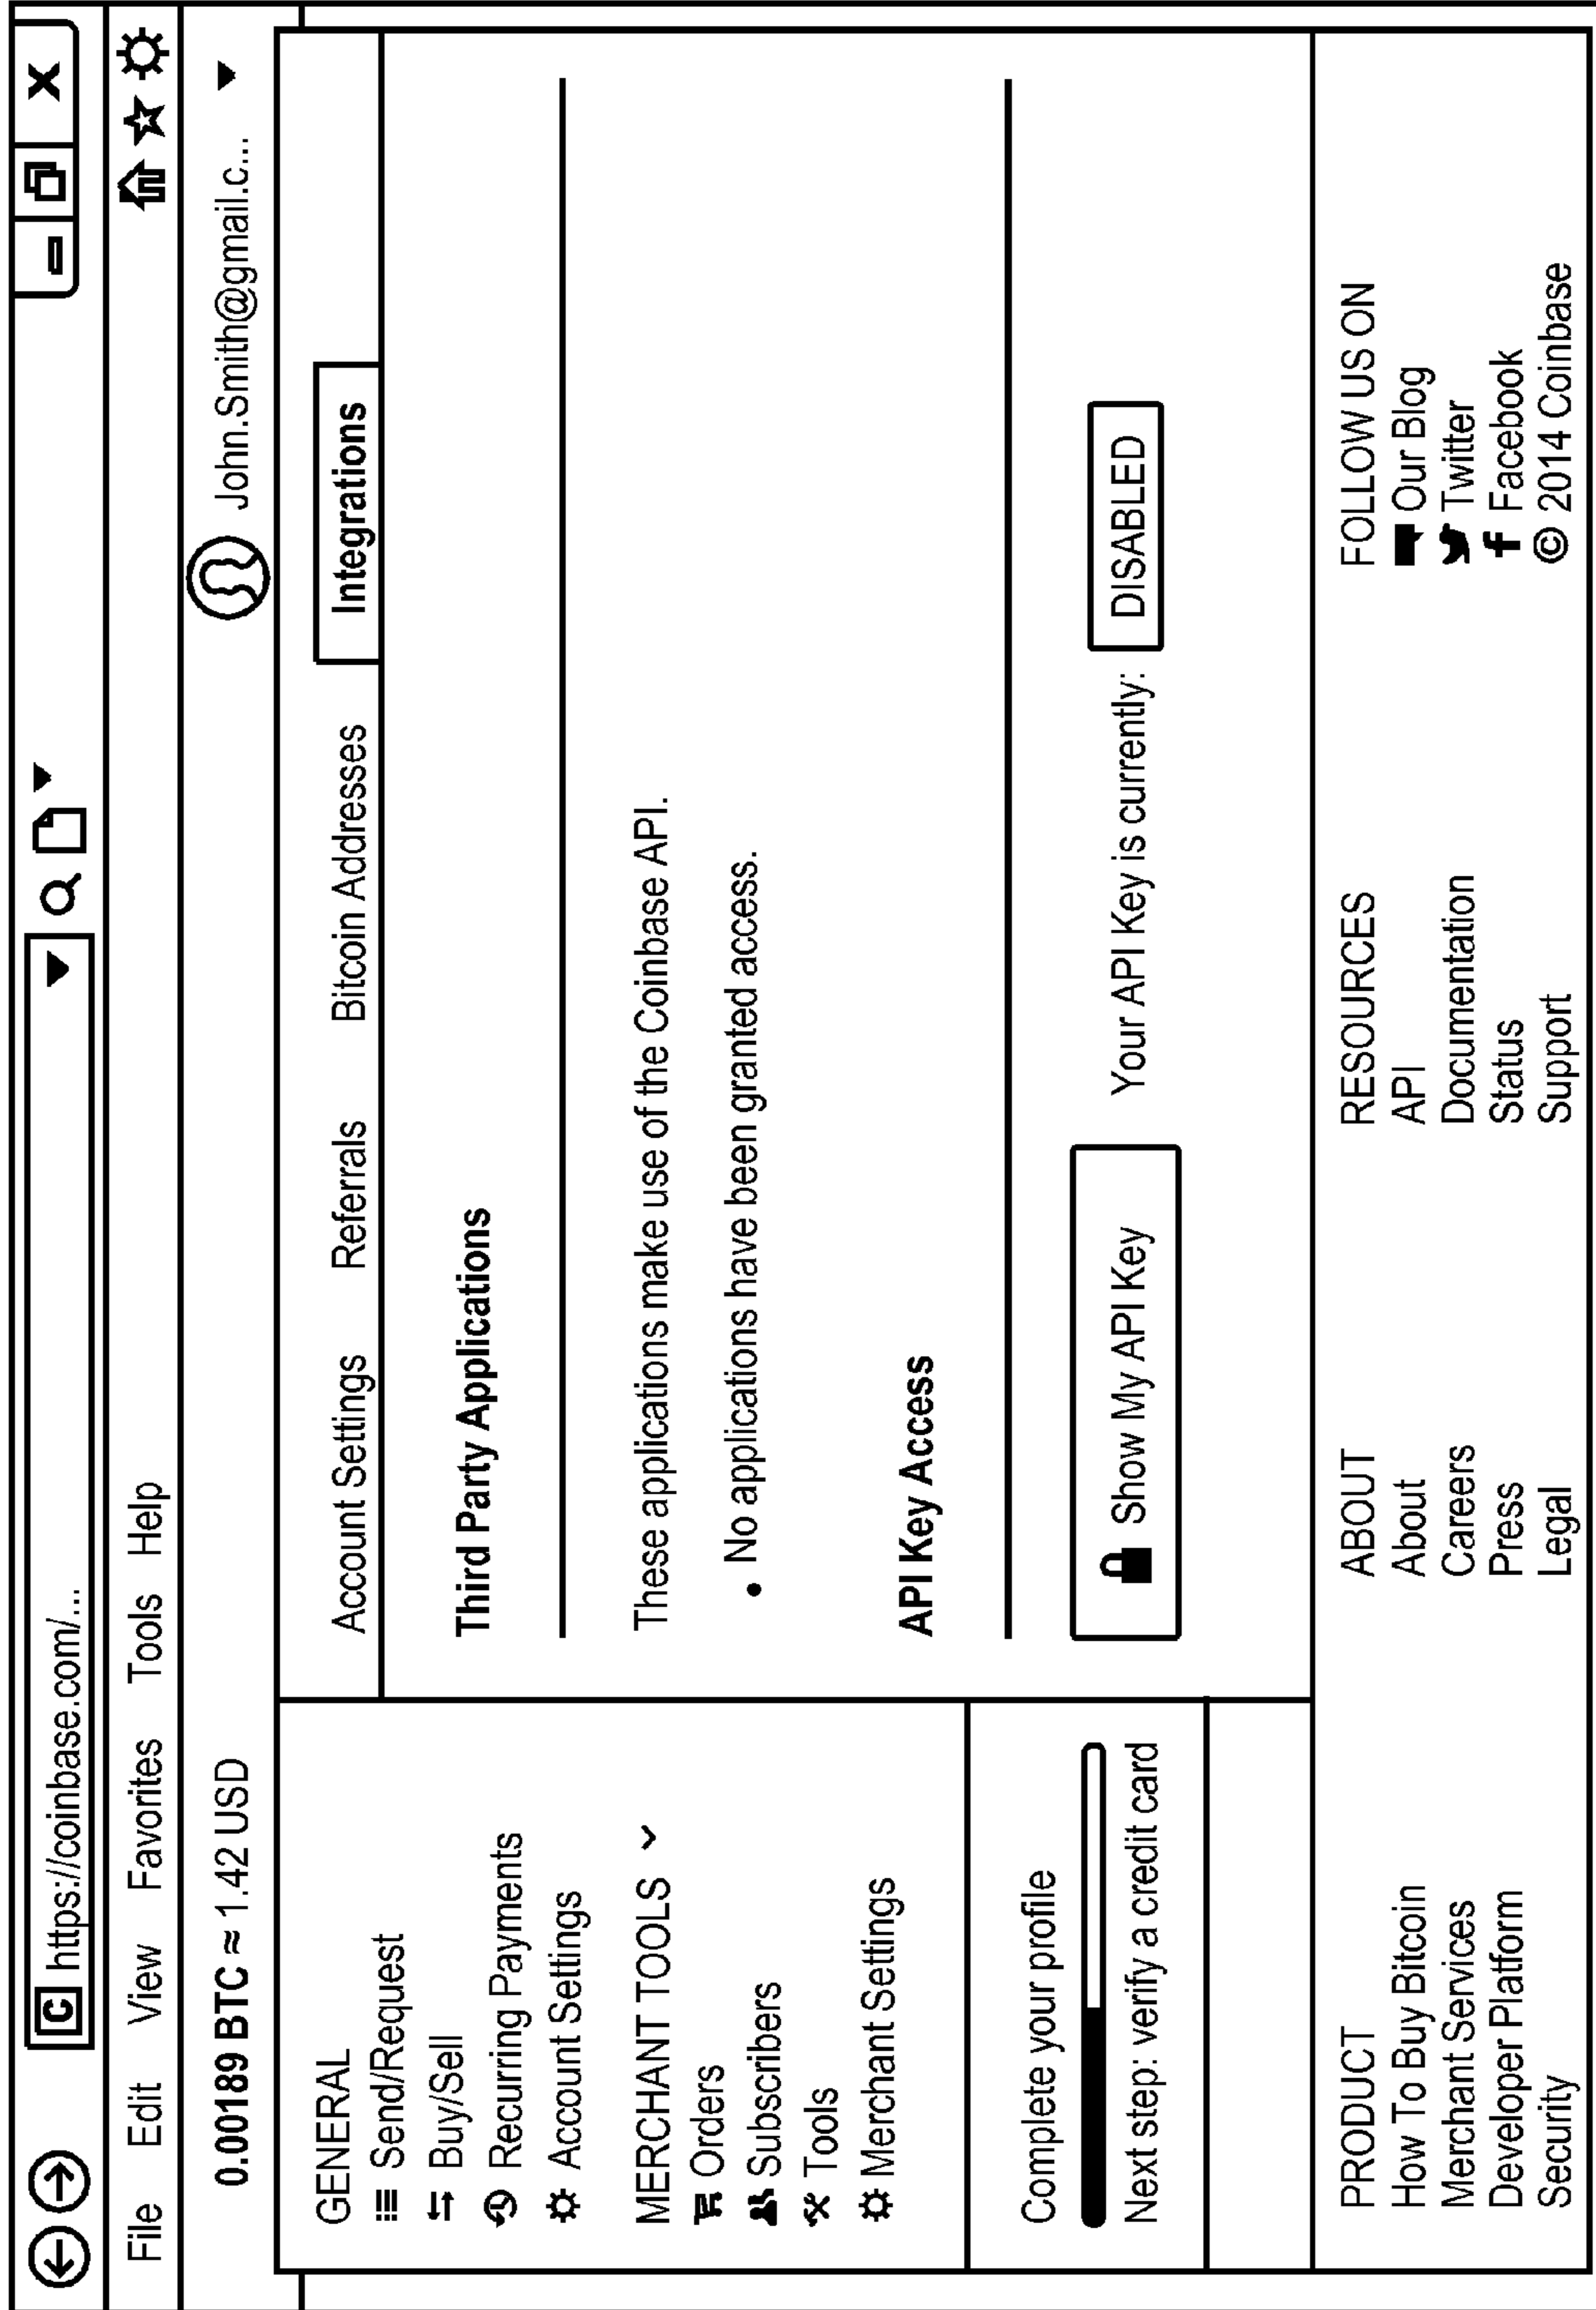 C https://coinbase.com/...
X
File Edit View Favorites Tools Help
0.00189 BTC ≈ 1.42 USD
John.Smith@gmail.c...
GENERAL
Send/Request
Buy/Sell
Recurring Payments
Account Settings
MERCHANT TOOLS
Orders
Subscribers
Tools
Merchant Settings
Complete your profile
Next step: verify a credit card
Account Settings Referrals Bitcoin Addresses Integrations
Third Party Applications
These applications make use of the Coinbase API.
• No applications have been granted access.
API Key Access
Show My API Key Your API Key is currently: DISABLED
PRODUCT
How To Buy Bitcoin
Merchant Services
Developer Platform
Security
ABOUT
About
Careers
Press
Legal
RESOURCES
API
Documentation
Status
Support
FOLLOW US ON
Our Blog
Twitter
f Facebook
© 2014 Coinbase